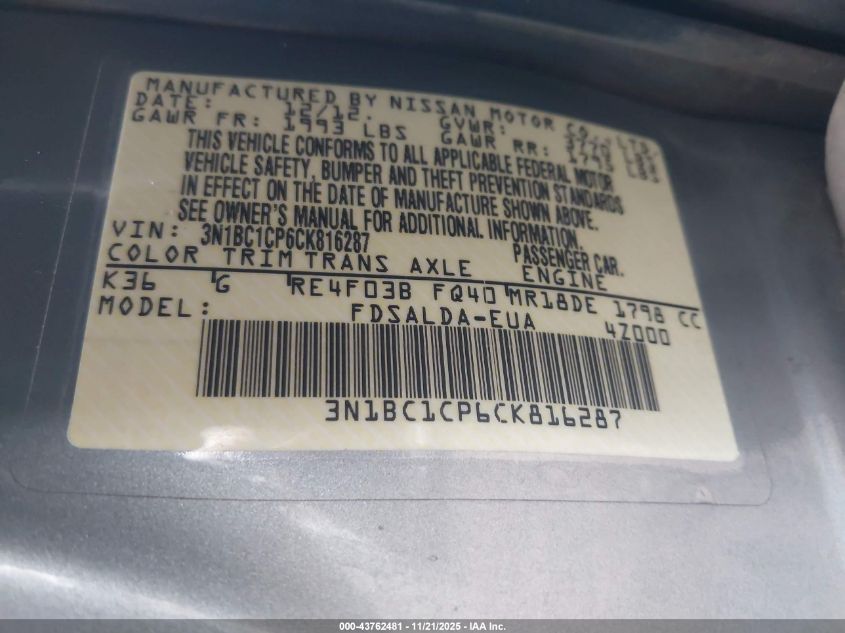 MANUFACTURED BY NISSAN MOTOR CO., LTD.
DATE: 12/12. GVWR:
GAWR FR: 1993 LBS GAWR RR:
THIS VEHICLE CONFORMS TO ALL APPLICABLE FEDERAL MOTOR
VEHICLE SAFETY, BUMPER AND THEFT PREVENTION STANDARDS
IN EFFECT ON THE DATE OF MANUFACTURE SHOWN ABOVE.
SEE OWNER'S MANUAL FOR ADDITIONAL INFORMATION.
VIN: 3N1BC1CP6CK816287 PASSENGER CAR.
COLOR TRIM TRANS AXLE ENGINE
K36 G RE4F03B FQ40 MR18DE 1798 CC
MODEL: FDSALDA-EUA 4Z000
3N1BC1CP6CK816287
000-43762481 - 11/21/2025 - IAA Inc.